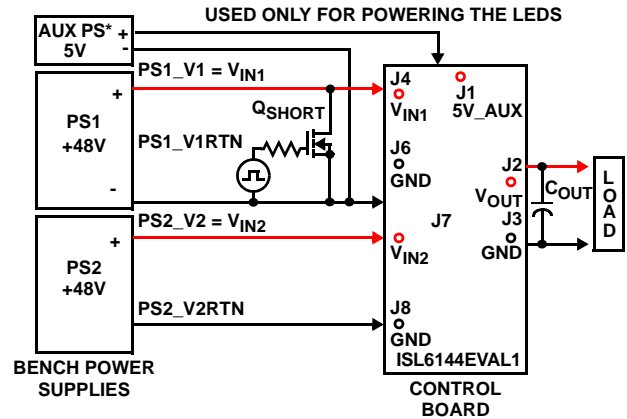 USED ONLY FOR POWERING THE LEDS
AUX PS* +
5V -
PS1_V1 = VIN1
+
PS1
+48V
-
QSHORT
PS1_V1RTN
J4
VIN1
J1
5V_AUX
J6
GND
J2
VOUT
COUT
LOAD
J7
J3
GND
PS2_V2 = VIN2
+
PS2
+48V
VIN2
PS2_V2RTN
J8
GND
ISL6144EVAL1
BENCH POWER
SUPPLIES
CONTROL
BOARD